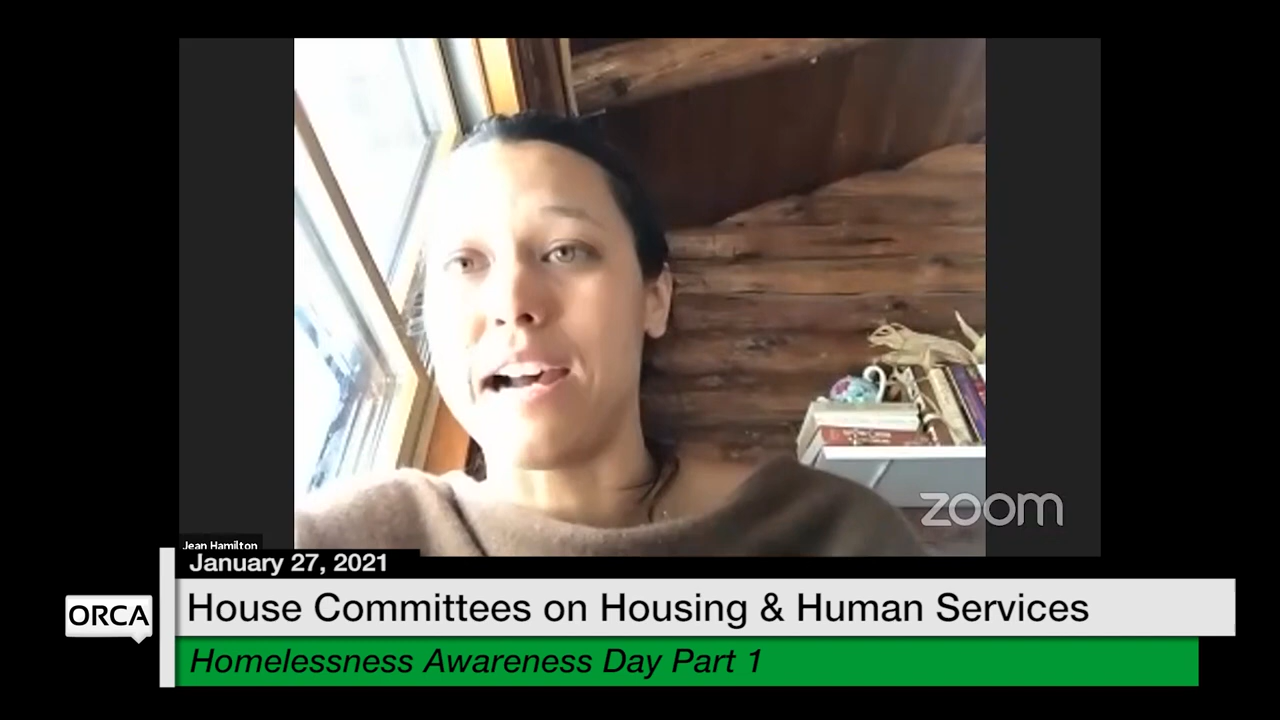 zoom
Jean Hamilton
January 27, 2021
ORCA
House Committees on Housing & Human Services
Homelessness Awareness Day Part 1